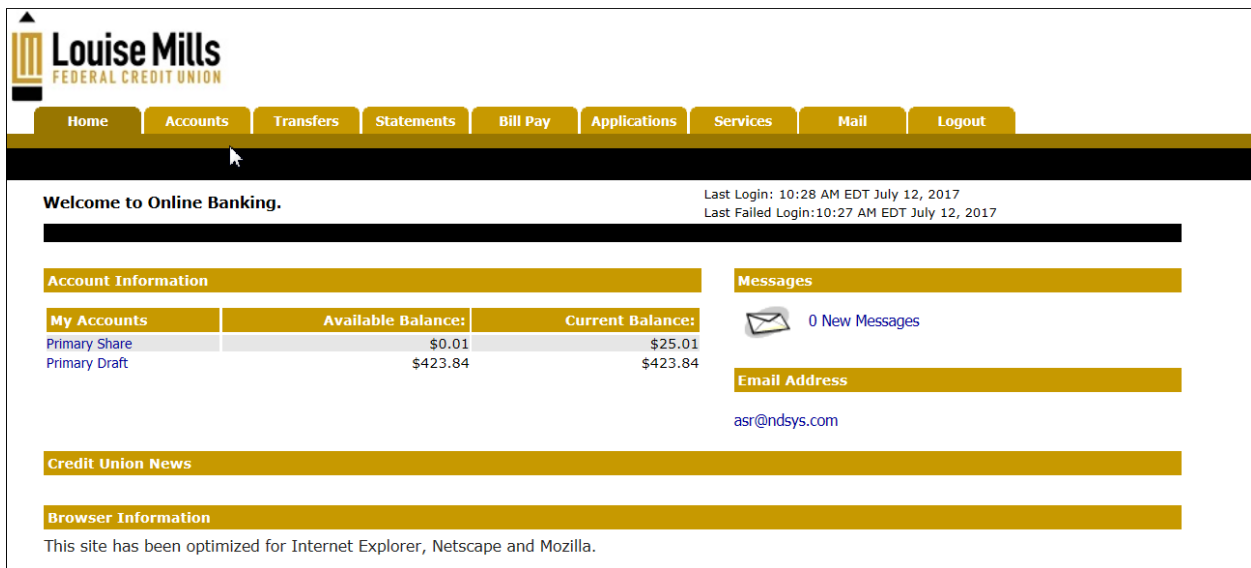 Louise Mills
FEDERAL CREDIT UNION
Home Accounts Transfers Statements Bill Pay Applications Services Mail Logout
Welcome to Online Banking.
Last Login: 10:28 AM EDT July 12, 2017
Last Failed Login:10:27 AM EDT July 12, 2017
Account Information
My Accounts Available Balance: Current Balance:
Primary Share $0.01 $25.01
Primary Draft $423.84 $423.84
Messages
0 New Messages
Email Address
asr@ndsys.com
Credit Union News
Browser Information
This site has been optimized for Internet Explorer, Netscape and Mozilla.